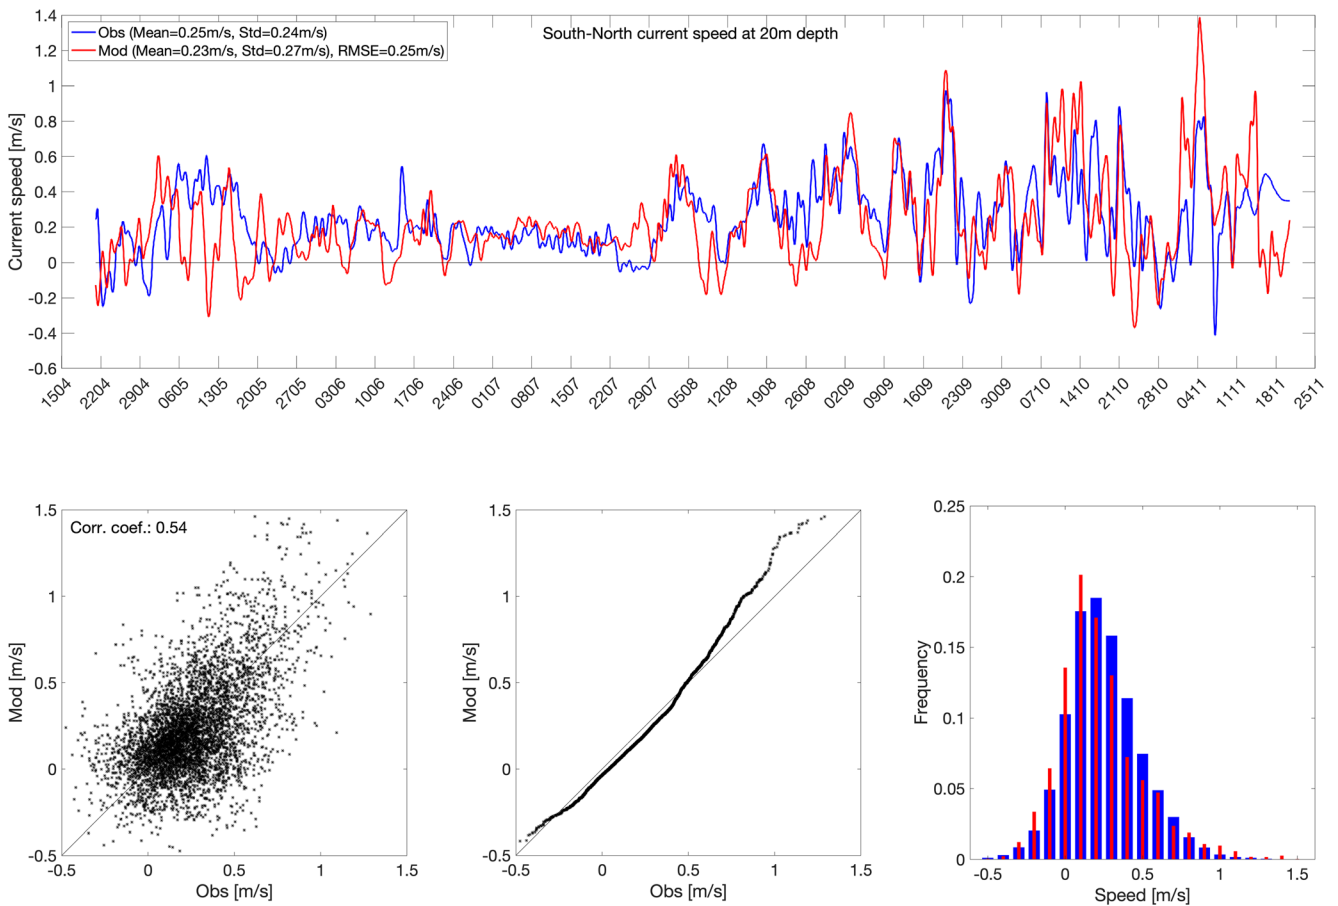 South-North current speed at 20m depth
Obs (Mean=0.25m/s, Std=0.24m/s)
Mod (Mean=0.23m/s, Std=0.27m/s), RMSE=0.25m/s)
Current speed [m/s]
1.4
1.2
1
0.8
0.6
0.4
0.2
0
-0.2
-0.4
-0.6
1504 2204 2904 0605 1305 2005 2705 0306 1006 1706 2406 0107 0807 1507 2207 2907 0508 1208 1908 2608 0209 0909 1609 2309 3009 0710 1410 2110 2810 0411 1111 1811 2511
Corr. coef.: 0.54
Mod [m/s]
1.5
1
0.5
0
-0.5
-0.5 0 0.5 1 1.5
Obs [m/s]
Mod [m/s]
1.5
1
0.5
0
-0.5
-0.5 0 0.5 1 1.5
Obs [m/s]
Frequency
0.25
0.2
0.15
0.1
0.05
0
-0.5 0 0.5 1 1.5
Speed [m/s]